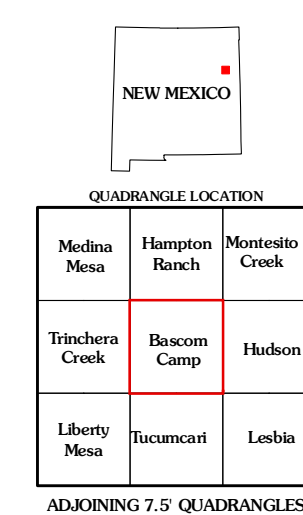 NEW MEXICO
QUADRANGLE LOCATION
Medina
Mesa
Hampton
Ranch
Montesito
Creek
Trinchera
Creek
Bascom
Camp
Hudson
Liberty
Mesa
Tucumcari
Lesbia
ADJOINING 7.5' QUADRANGLES